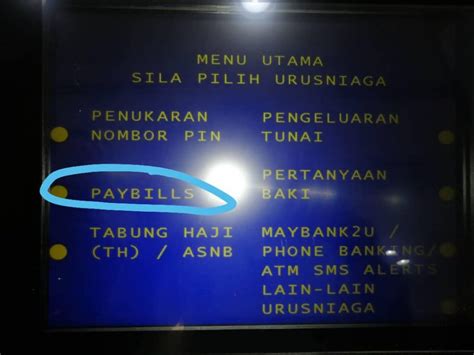 MENU UTAMA
SILA PILIH URUSNIAGA
PENUKARAN
NOMBOR PIN
PENGELUARAN
TUNAI
PAYBILLS
PERTANYAAN
BAKI
TABUNG HAJI
(TH) / ASNB
MAYBANK2U /
PHONE BANKING/
ATM SMS ALERTS
LAIN-LAIN
URUSNIAGA